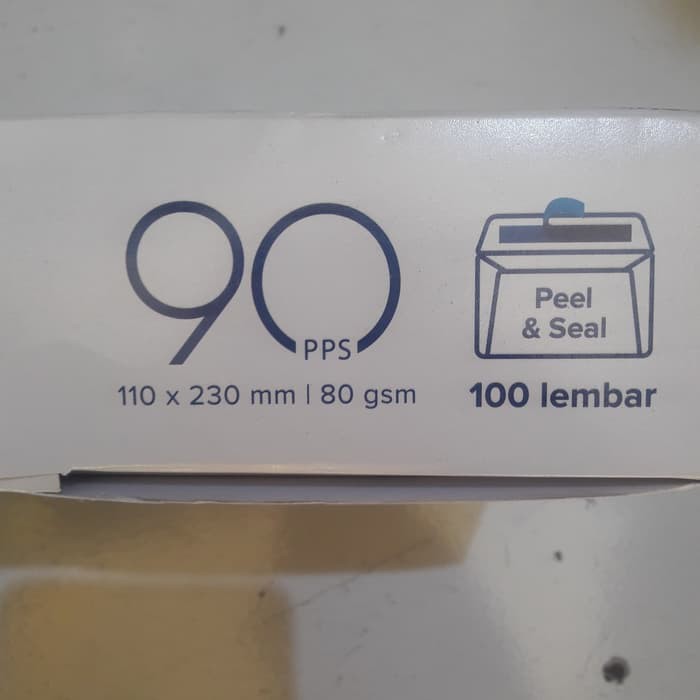 90
PPS
110 x 230 mm | 80 gsm
Peel
& Seal
100 lembar